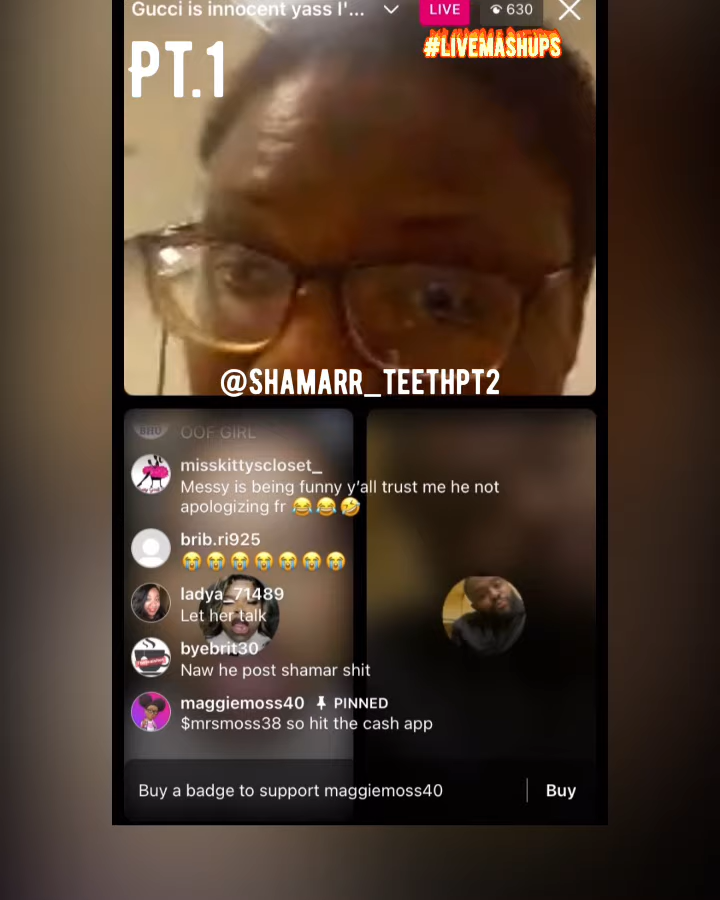 Gucci is innocent yass I'...
LIVE
630
#LIVEMASHUPS
PT.1
@SHAMARR_TEETHPT2
BHU
OOF GIRL
misskittyscloset_
Messy is being funny y'all trust me he not
apologizing fr 😂😂🤣
brib.ri925
😭😭😭😭😭😭😭
ladya_71489
Let her talk
byebrit30
Naw he post shamar shit
maggiemoss40 PINNED
$mrsmoss38 so hit the cash app
Buy a badge to support maggiemoss40
Buy